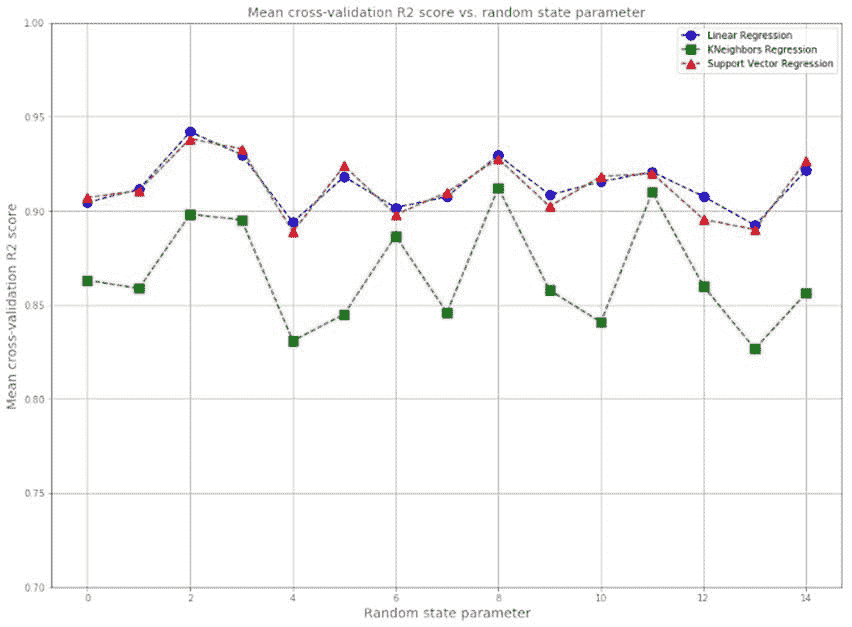 Mean cross-validation R2 score vs. random state parameter
Linear Regression
KNeighbors Regression
Support Vector Regression
Mean cross-validation R2 score
1.00
0.95
0.90
0.85
0.80
0.75
0.70
0 2 4 6 8 10 12 14
Random state parameter